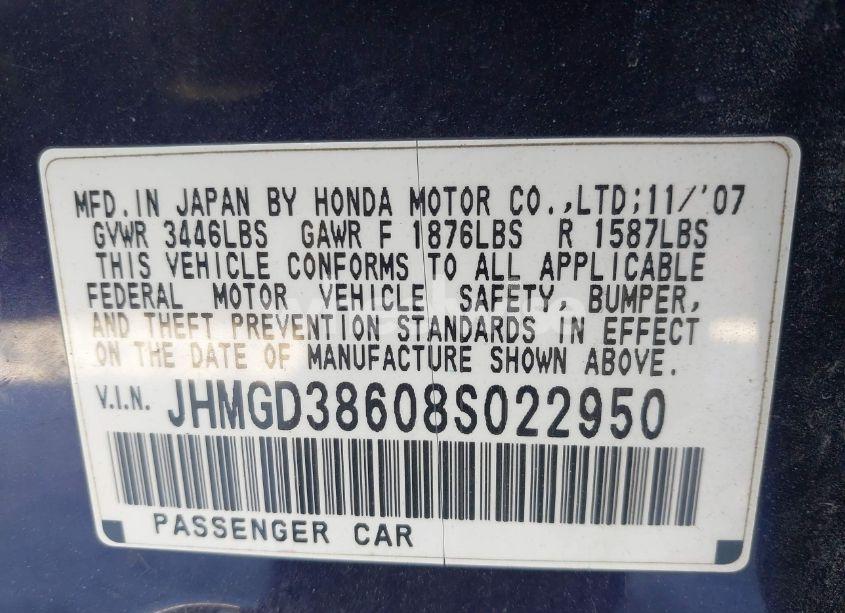 MFD. IN JAPAN BY HONDA MOTOR CO.,LTD;11/'07
GVWR 3446LBS GAWR F 1876LBS R 1587LBS
THIS VEHICLE CONFORMS TO ALL APPLICABLE
FEDERAL MOTOR VEHICLE SAFETY, BUMPER,
AND THEFT PREVENTION STANDARDS IN EFFECT
ON THE DATE OF MANUFACTURE SHOWN ABOVE.
V.I.N. JHMGD38608S022950
PASSENGER CAR